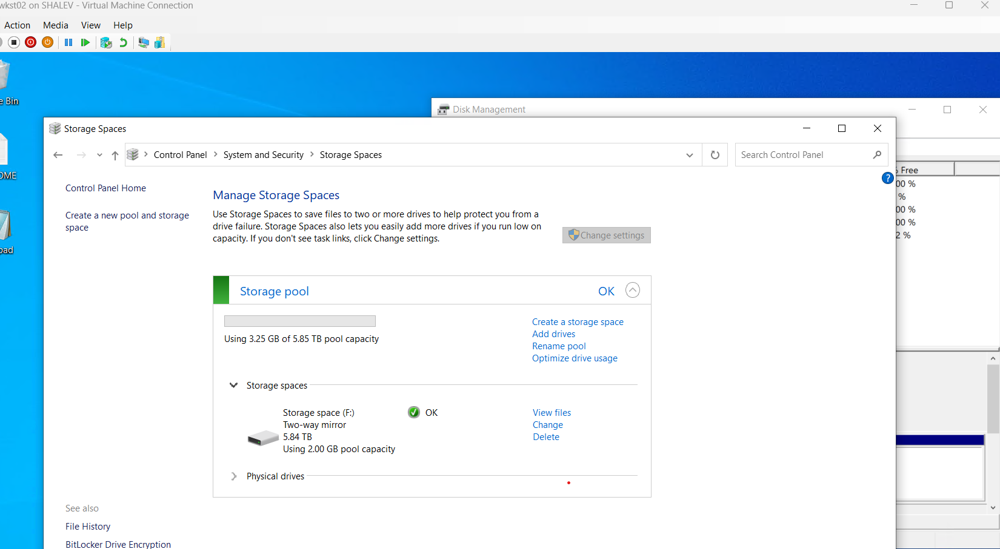 wkst02 on SHALEV - Virtual Machine Connection
Action Media View Help
e Bin
OME
pad
Disk Management
Storage Spaces
Control Panel > System and Security > Storage Spaces
Search Control Panel
% Free
00 %
%
00 %
00 %
2 %
Control Panel Home
Create a new pool and storage
space
Manage Storage Spaces
Use Storage Spaces to save files to two or more drives to help protect you from a
drive failure. Storage Spaces also lets you easily add more drives if you run low on
capacity. If you don't see task links, click Change settings.
Change settings
Storage pool OK
Using 3.25 GB of 5.85 TB pool capacity
Create a storage space
Add drives
Rename pool
Optimize drive usage
Storage spaces
Storage space (F:)
Two-way mirror
5.84 TB
Using 2.00 GB pool capacity
OK
View files
Change
Delete
Physical drives
See also
File History
BitLocker Drive Encryption